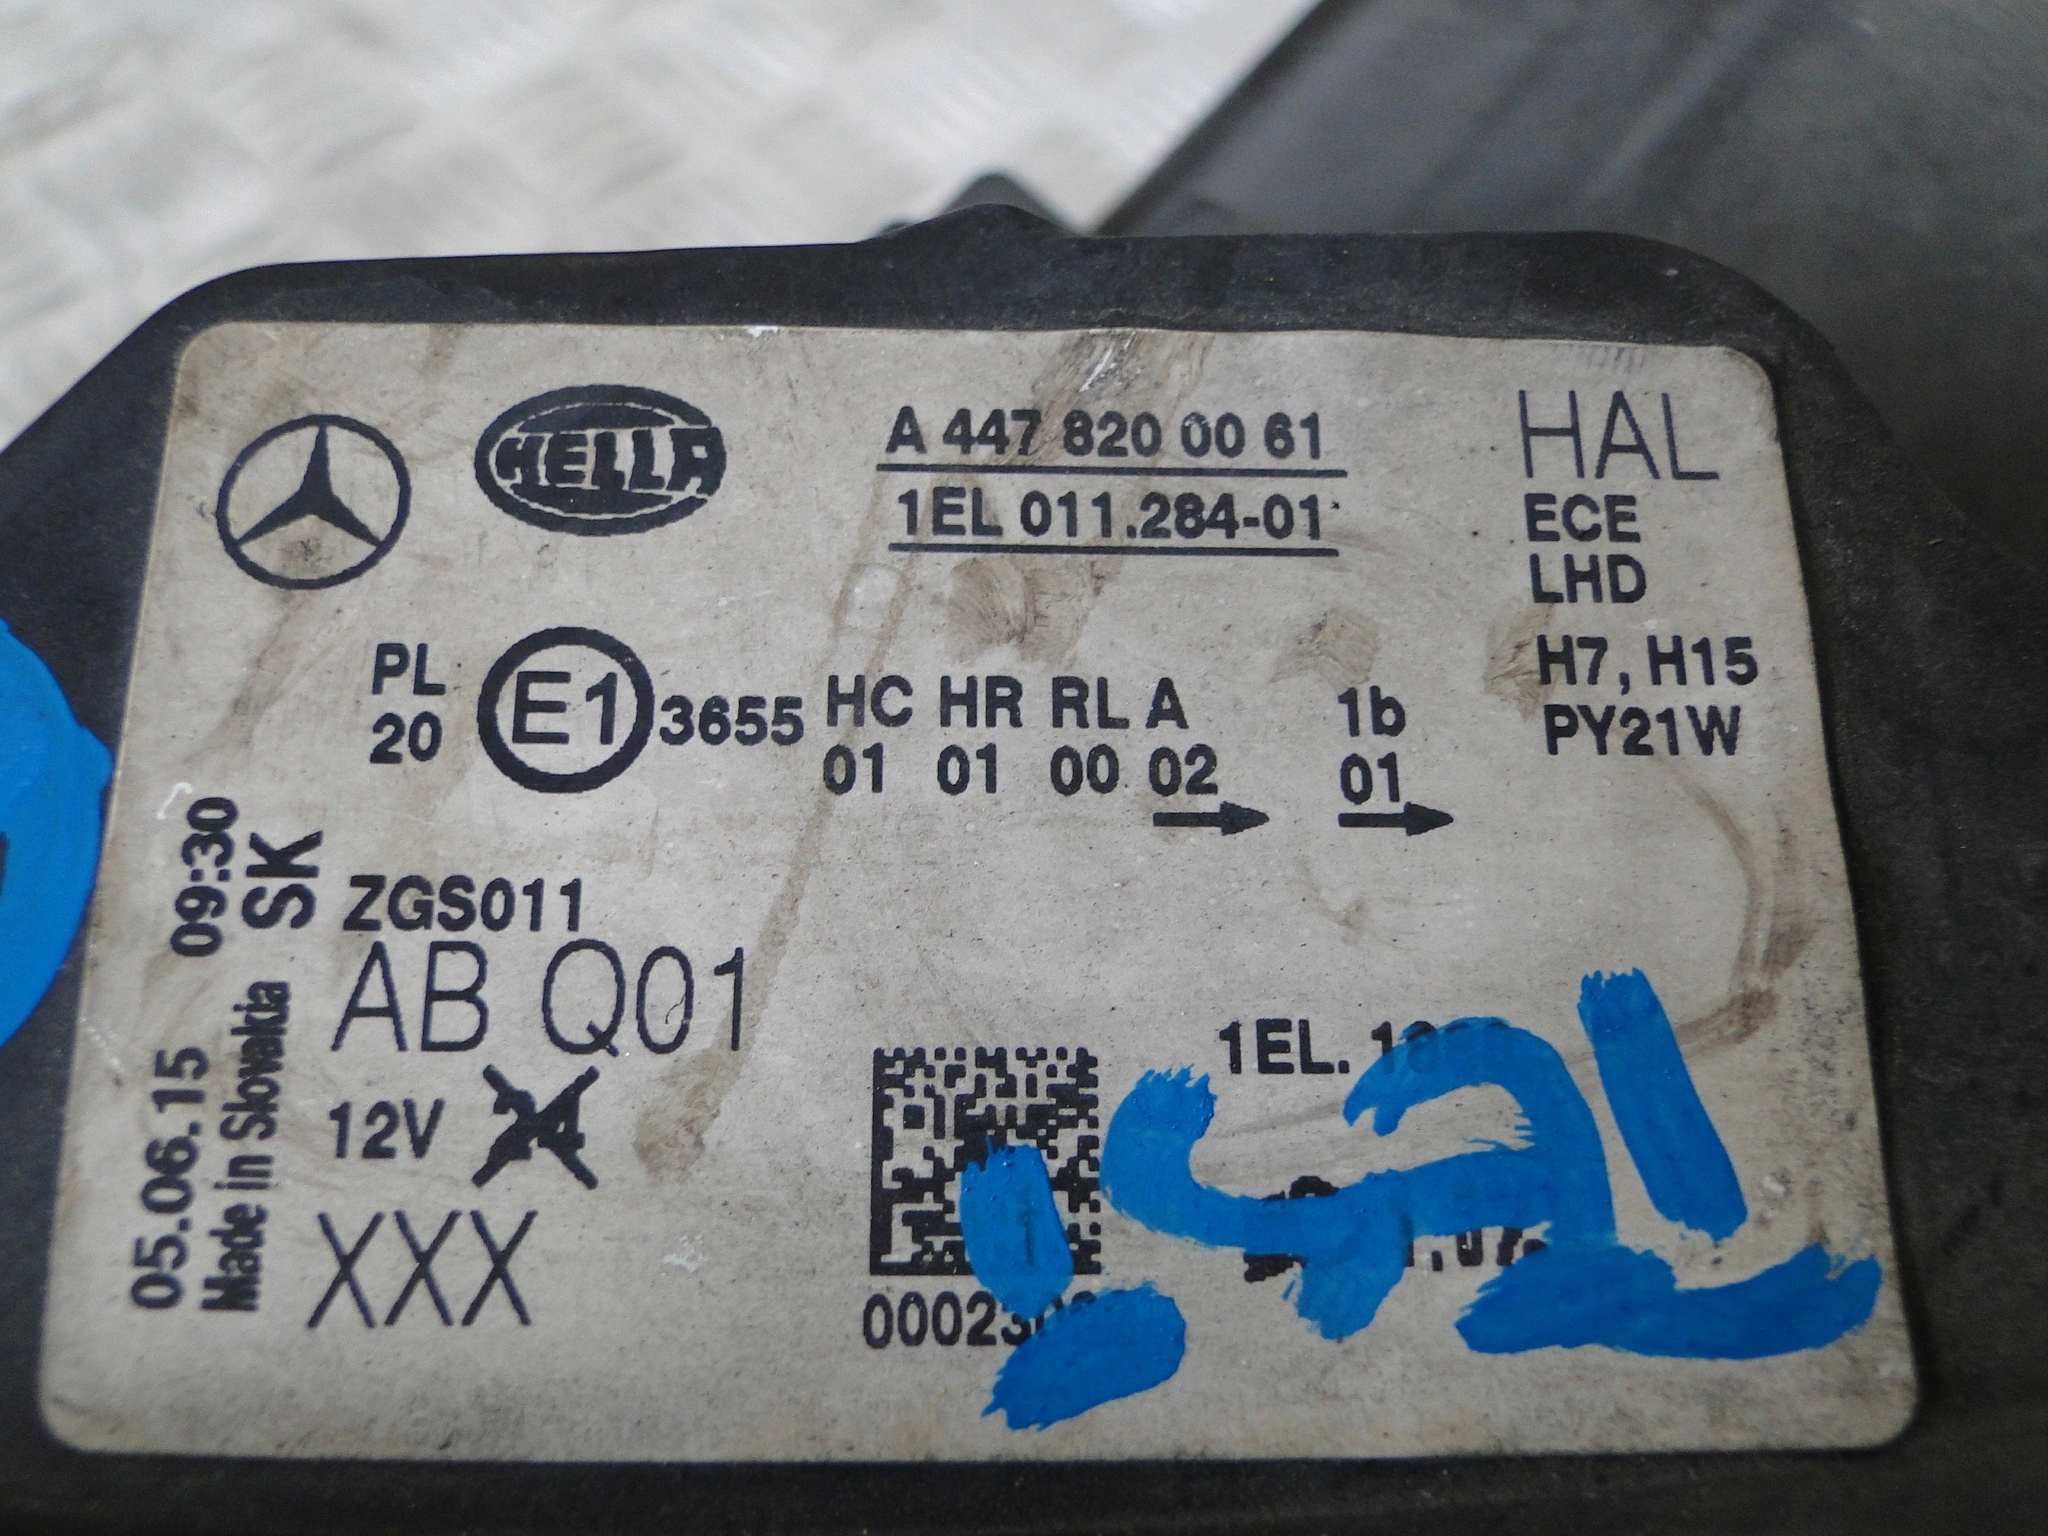 HELLA
A 447 820 00 61
1EL 011.284-01
HAL
ECE
LHD
H7, H15
PY21W
PL
20
E1
3655
HC HR RL A 1b
01 01 00 02 01
05.06.15 09:30
Made in Slovakia SK
ZGS011
AB Q01
12V
XXX
1EL.